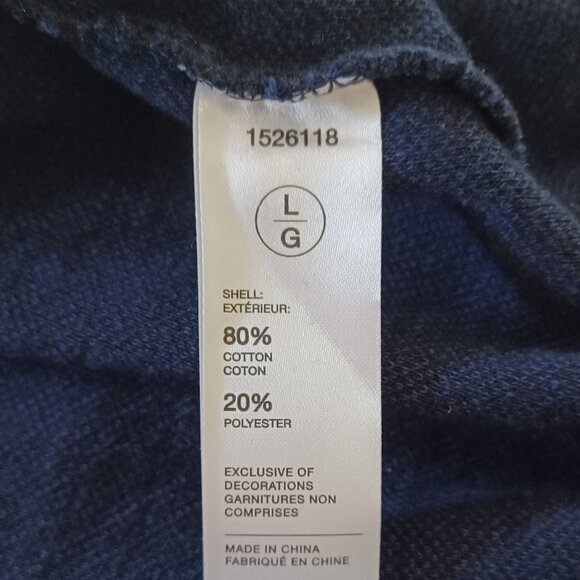 1526118
L
G
SHELL:
EXTÉRIEUR:
80%
COTTON
COTON
20%
POLYESTER
EXCLUSIVE OF
DECORATIONS
GARNITURES NON
COMPRISES
MADE IN CHINA
FABRIQUÉ EN CHINE